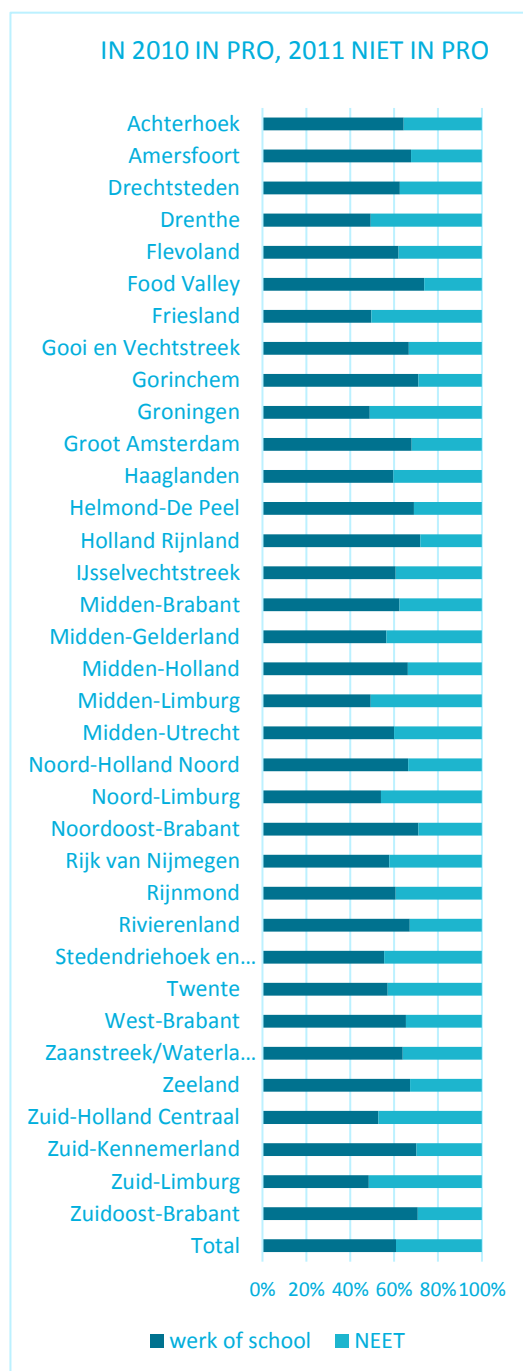 IN 2010 IN PRO, 2011 NIET IN PRO
Achterhoek
Amersfoort
Drechtsteden
Drenthe
Flevoland
Food Valley
Friesland
Gooi en Vechtstreek
Gorinchem
Groningen
Groot Amsterdam
Haaglanden
Helmond-De Peel
Holland Rijnland
IJsselvechtstreek
Midden-Brabant
Midden-Gelderland
Midden-Holland
Midden-Limburg
Midden-Utrecht
Noord-Holland Noord
Noord-Limburg
Noordoost-Brabant
Rijk van Nijmegen
Rijnmond
Rivierenland
Stedendriehoek en...
Twente
West-Brabant
Zaanstreek/Waterla...
Zeeland
Zuid-Holland Centraal
Zuid-Kennemerland
Zuid-Limburg
Zuidoost-Brabant
Total
0% 20% 40% 60% 80% 100%
werk of school NEET